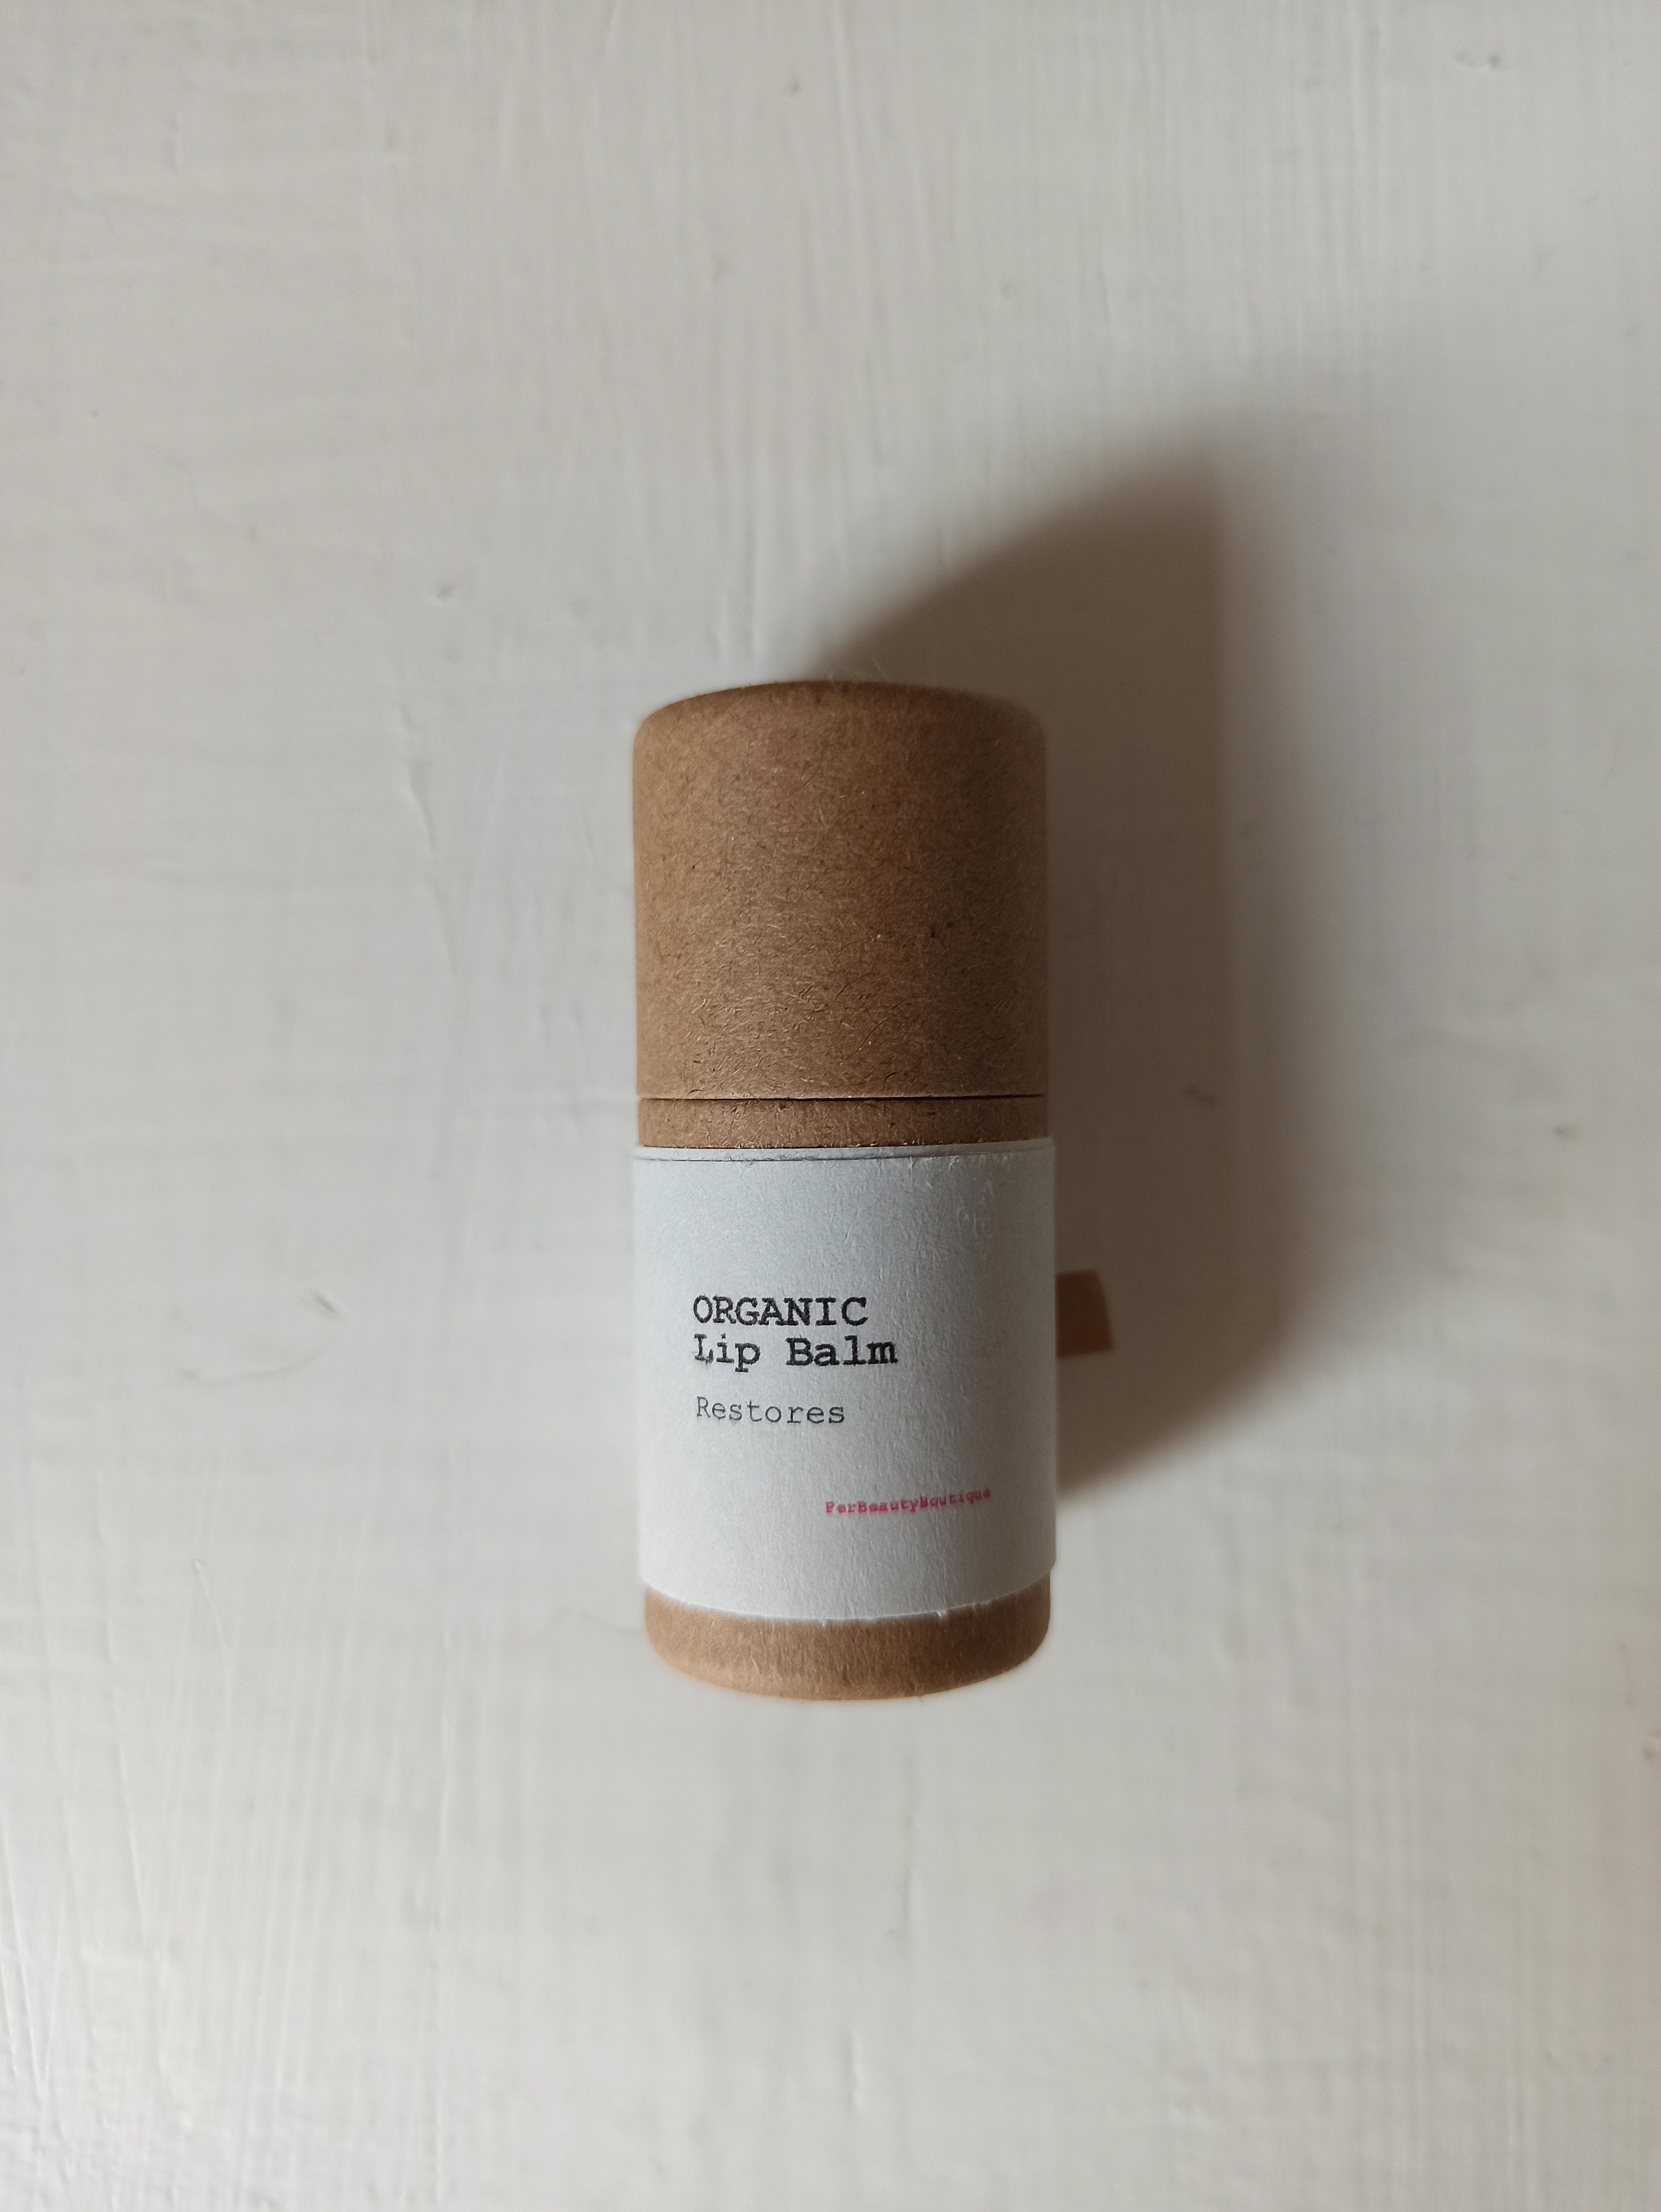 ORGANIC
Lip Balm
Restores
PerBeautyBoutique